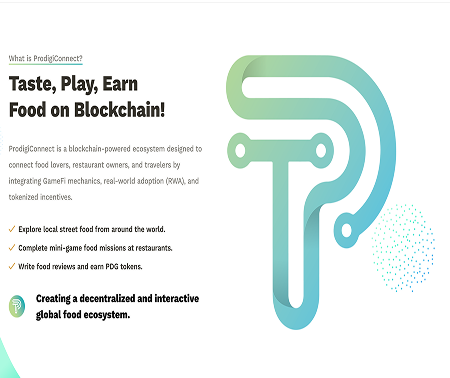 What is ProdigiConnect?
Taste, Play, Earn
Food on Blockchain!
ProdigiConnect is a blockchain-powered ecosystem designed to
connect food lovers, restaurant owners, and travelers by
integrating GameFi mechanics, real-world adoption (RWA), and
tokenized incentives.
Explore local street food from around the world.
Complete mini-game food missions at restaurants.
Write food reviews and earn PDG tokens.
Creating a decentralized and interactive
global food ecosystem.